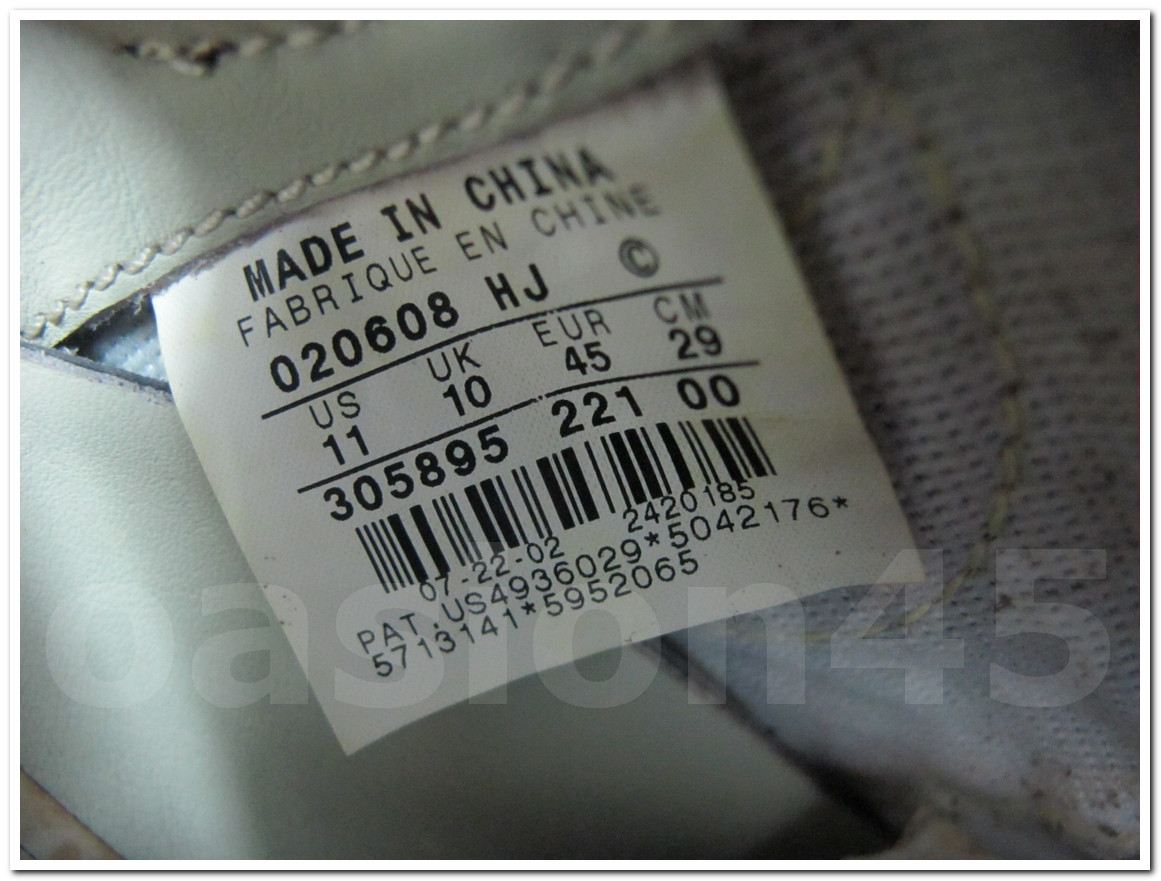 MADE IN CHINA
FABRIQUE EN CHINE
020608 HJ ©
US UK EUR CM
11 10 45 29
305895 221 00
07-22-02 2420185
PAT.US4936029*5042176*
5713141*5952065
oasion45